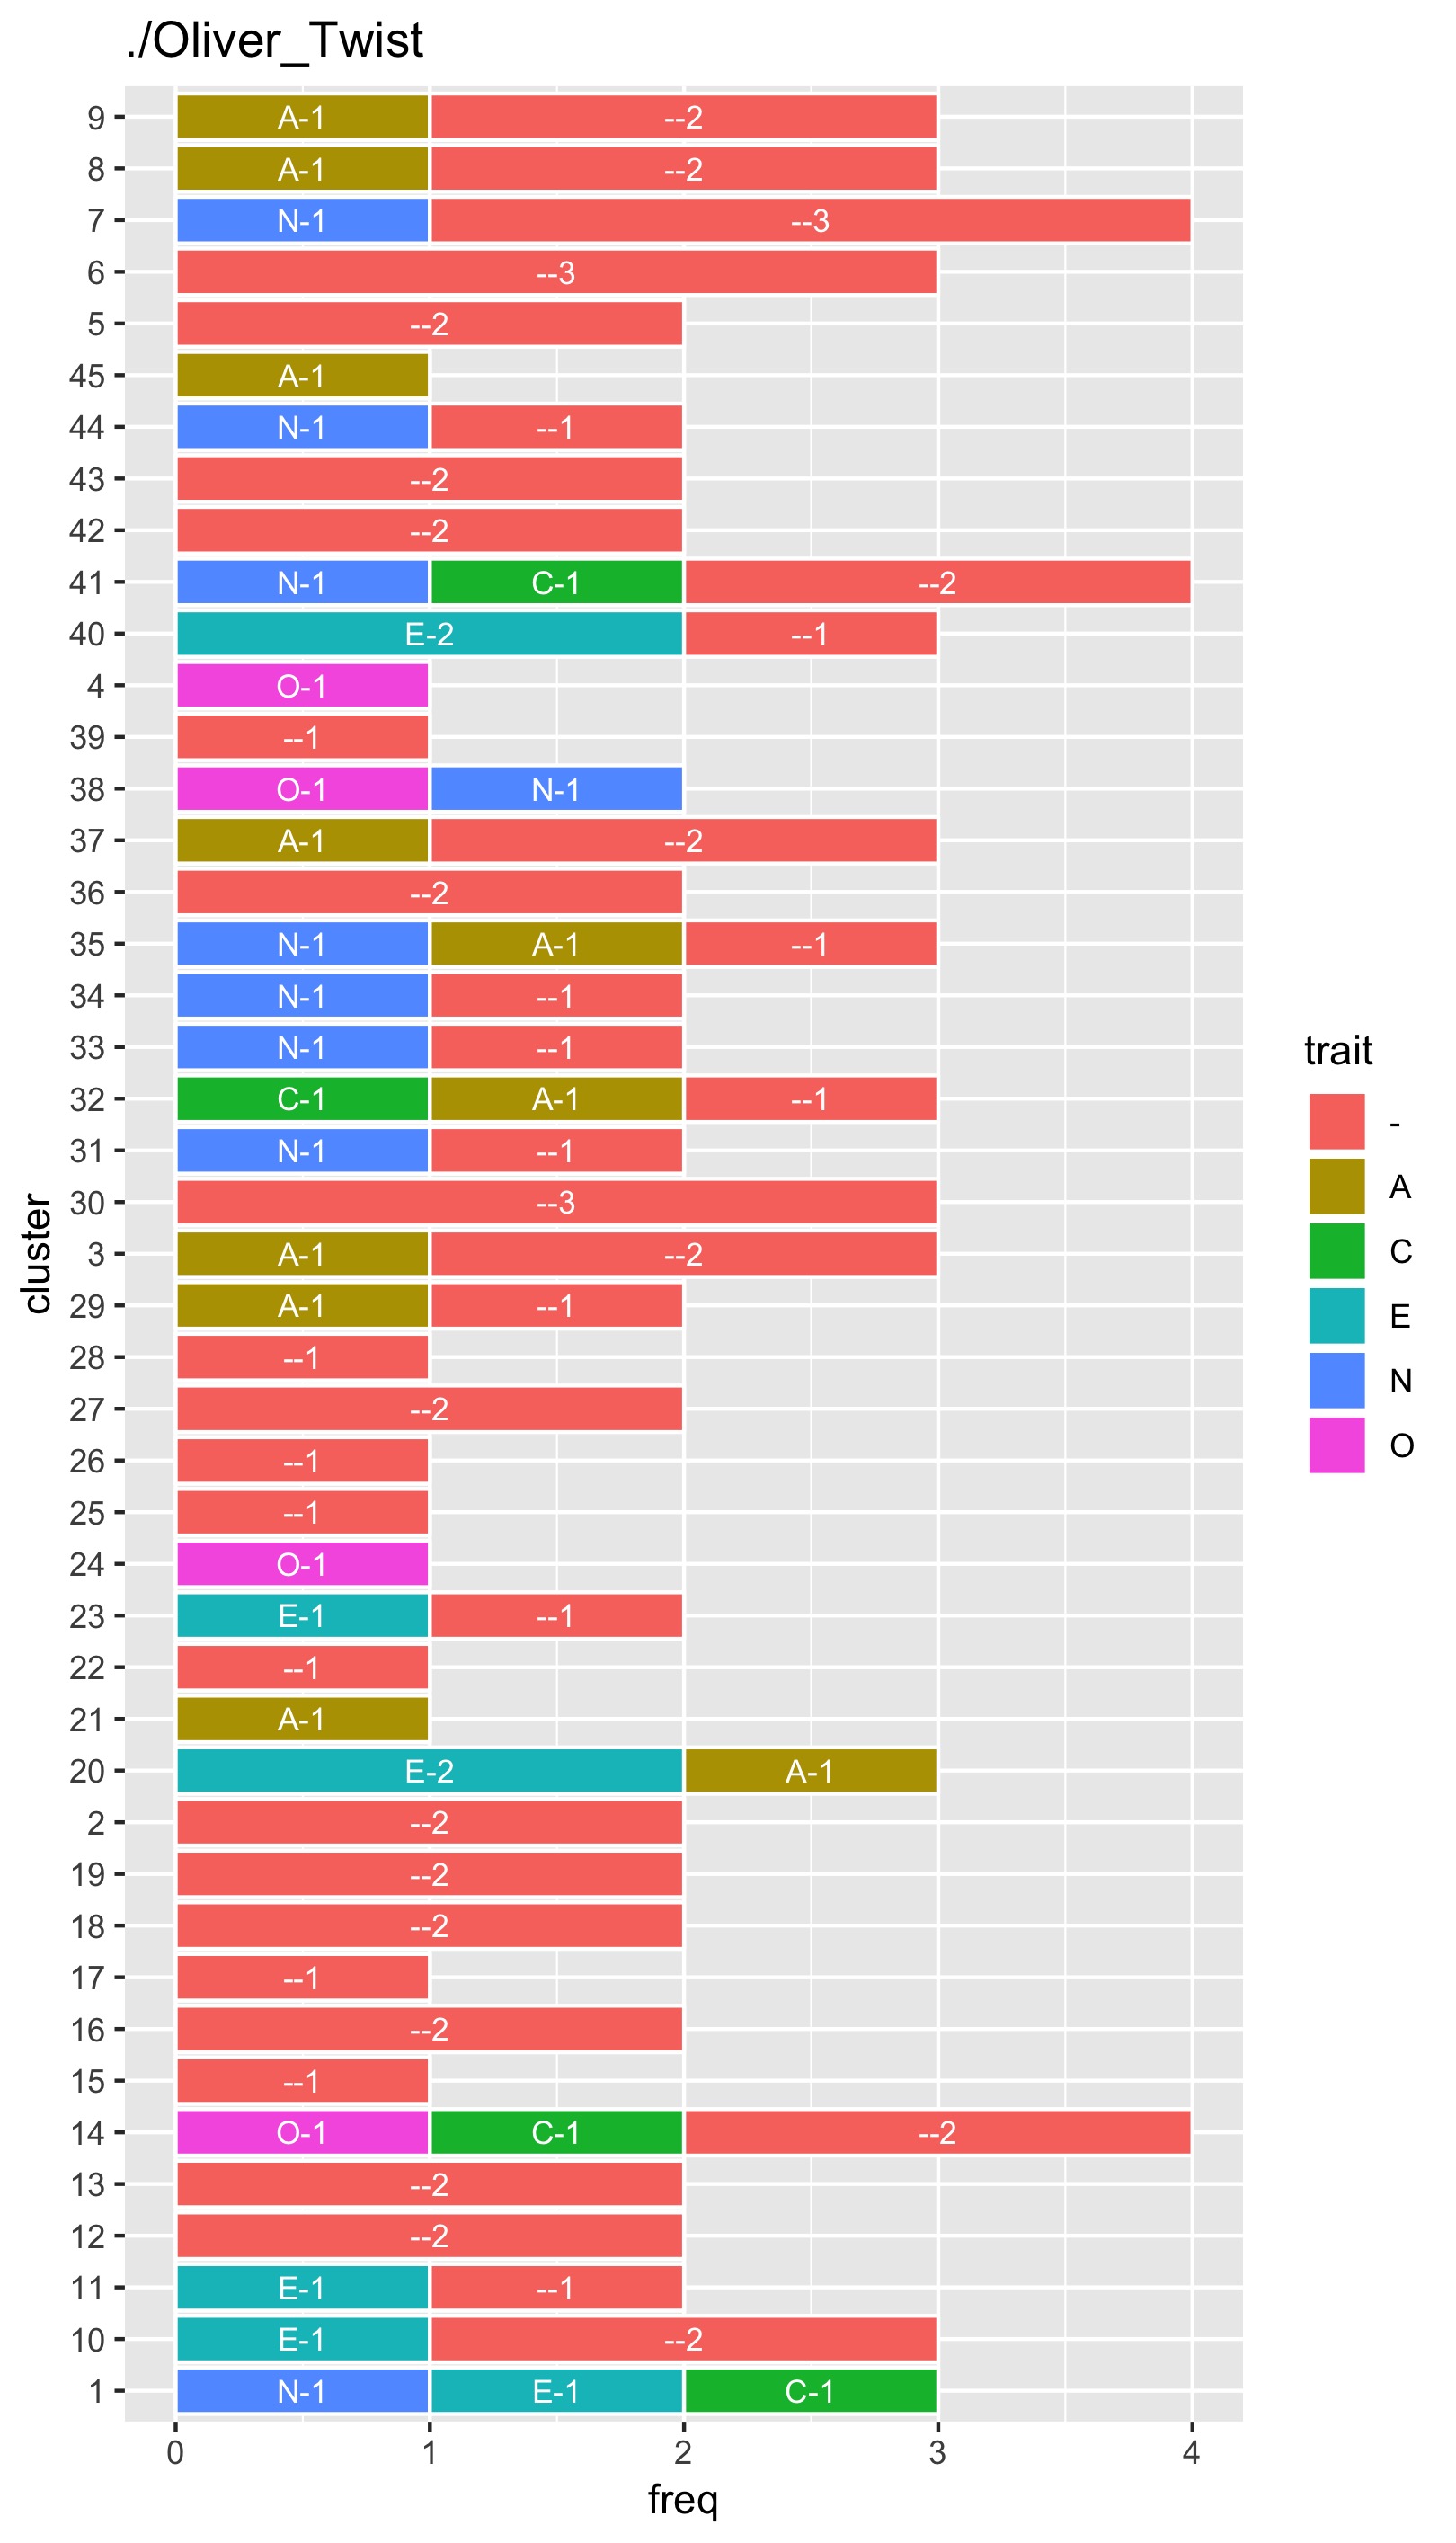 ./Oliver_Twist
9 A-1 --2
8 A-1 --2
7 N-1 --3
6 --3
5 --2
45 A-1
44 N-1 --1
43 --2
42 --2
41 N-1 C-1 --2
40 E-2 --1
4 O-1
39 --1
38 O-1 N-1
37 A-1 --2
36 --2
35 N-1 A-1 --1
34 N-1 --1
33 N-1 --1
32 C-1 A-1 --1
31 N-1 --1
30 --3
3 A-1 --2
29 A-1 --1
28 --1
27 --2
26 --1
25 --1
24 O-1
23 E-1 --1
22 --1
21 A-1
20 E-2 A-1
2 --2
19 --2
18 --2
17 --1
16 --2
15 --1
14 O-1 C-1 --2
13 --2
12 --2
11 E-1 --1
10 E-1 --2
1 N-1 E-1 C-1
0 1 2 3 4
freq
cluster
trait
-
A
C
E
N
O